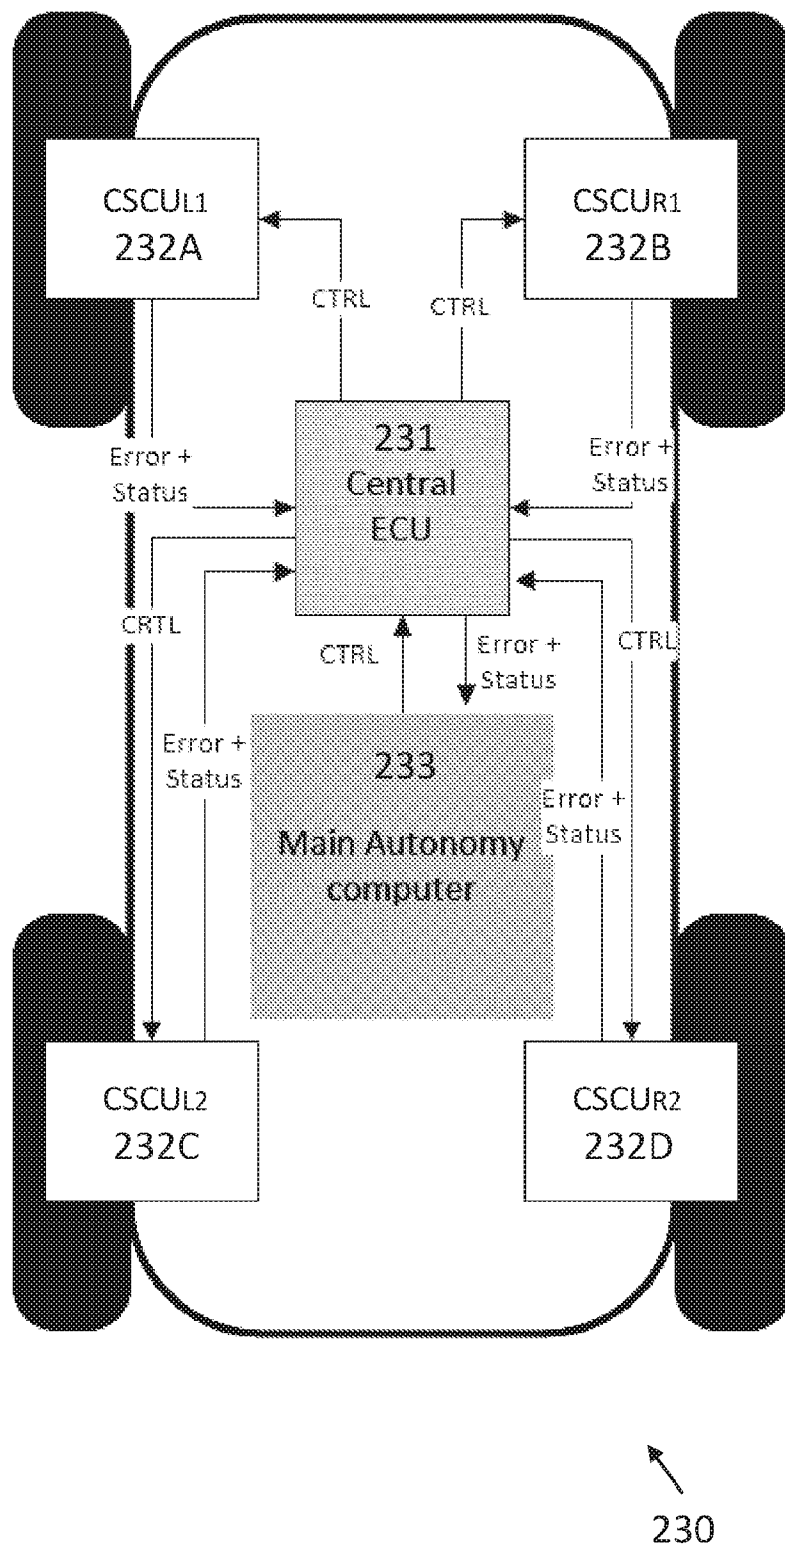 CSCUL1
232A
CSCUR1
232B
CTRL
CTRL
231
Central
ECU
Error +
Status
Error +
Status
CRTL
CTRL
Error +
Status
CTRL
Error +
Status
233
Main Autonomy
computer
Error +
Status
CSCUL2
232C
CSCUR2
232D
230